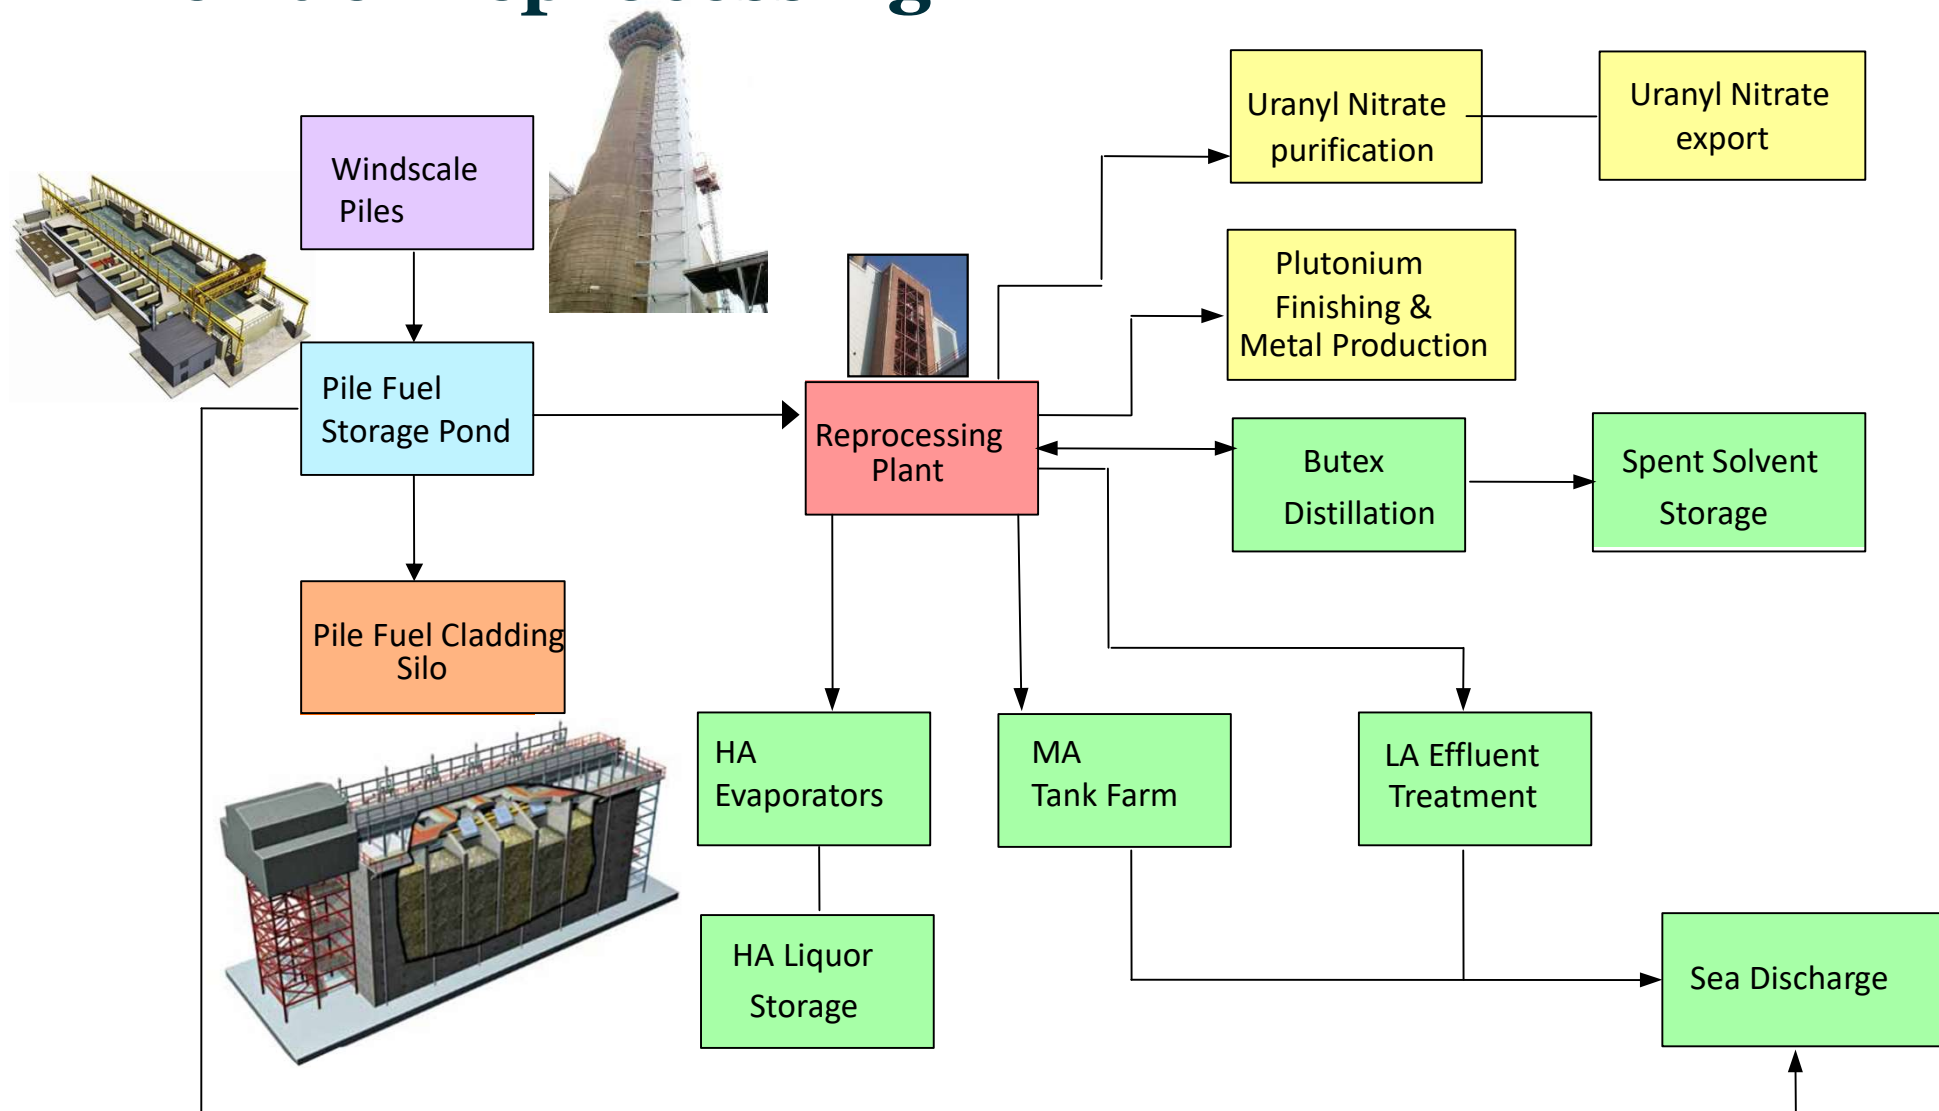 Uranyl Nitrate
purification
Uranyl Nitrate
export
Windscale
Piles
Plutonium
Finishing &
Metal Production
Pile Fuel
Storage Pond
Reprocessing
Plant
Butex
Distillation
Spent Solvent
Storage
Pile Fuel Cladding
Silo
HA
Evaporators
MA
Tank Farm
LA Effluent
Treatment
HA Liquor
Storage
Sea Discharge